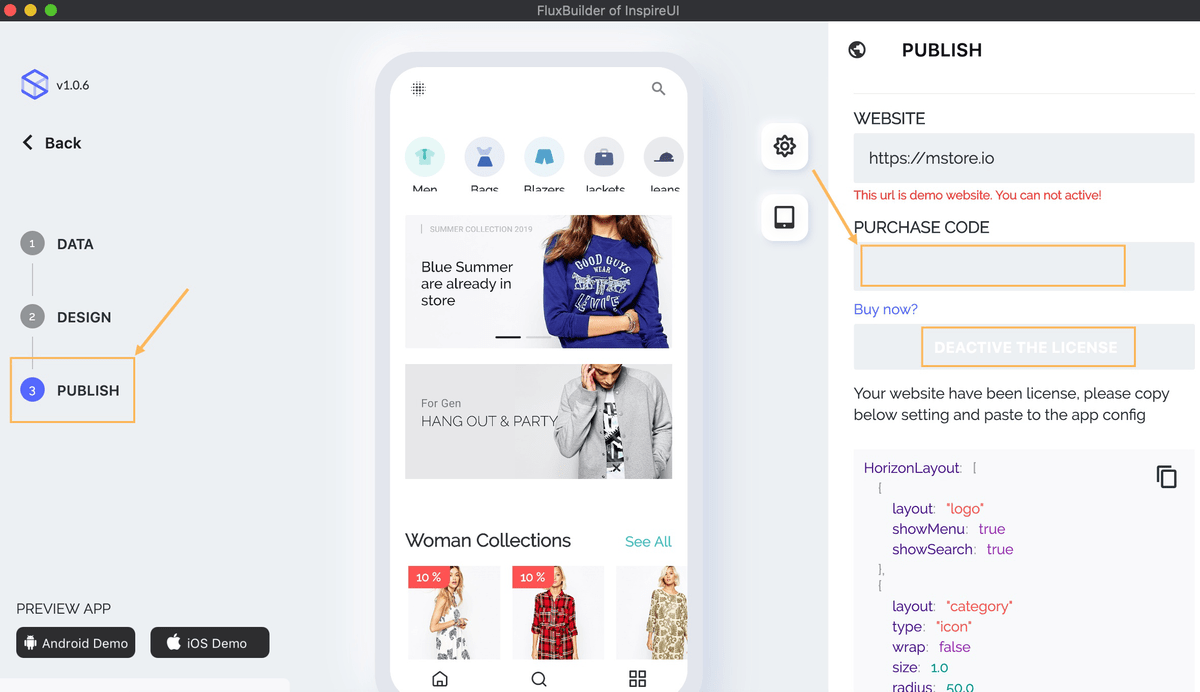 FluxBuilder of InspireUI
v1.0.6
Back
1 DATA
2 DESIGN
3 PUBLISH
PREVIEW APP
Android Demo
iOS Demo
Men Bags Blazers Jackets Jeans
SUMMER COLLECTION 2019
Blue Summer
are already in
store
GOOD GUYS
WEAR
LEVI'S
For Gen
HANG OUT & PARTY
Woman Collections See All
10 % 10 %
PUBLISH
WEBSITE
https://mstore.io
This url is demo website. You can not active!
PURCHASE CODE
Buy now?
DEACTIVE THE LICENSE
Your website have been license, please copy
below setting and paste to the app config
HorizonLayout: [
{
layout: "logo"
showMenu: true
showSearch: true
},
{
layout: "category"
type: "icon"
wrap: false
size: 1.0
radius: 50.0